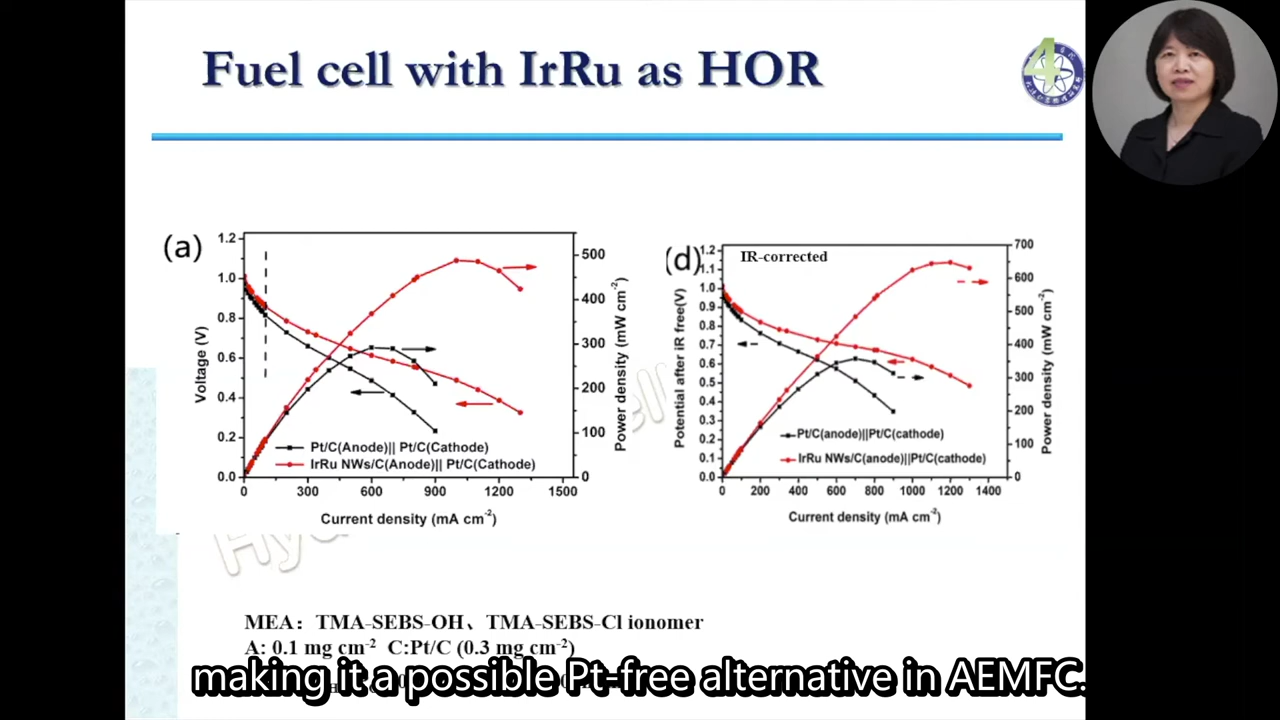 Fuel cell with IrRu as HOR
4
(a)
1.2
1.0
0.8
0.6
0.4
0.2
0.0
Voltage (V)
500
400
300
200
100
0
Power density (mW cm-2)
Pt/C(Anode)|| Pt/C(Cathode)
IrRu NWs/C(Anode)|| Pt/C(Cathode)
0 300 600 900 1200 1500
Current density (mA cm-2)
(d)
IR-corrected
1.2
1.1
1.0
0.9
0.8
0.7
0.6
0.5
0.4
0.3
0.2
0.1
0.0
Potential after iR free(V)
700
600
500
400
300
200
100
0
Power density (mW cm-2)
Pt/C(anode)||Pt/C(cathode)
IrRu NWs/C(anode)||Pt/C(cathode)
0 200 400 600 800 1000 1200 1400
Current density (mA cm-2)
MEA：TMA-SEBS-OH、TMA-SEBS-Cl ionomer
A: 0.1 mg cm-2 C:Pt/C (0.3 mg cm-2)
making it a possible Pt-free alternative in AEMFC.